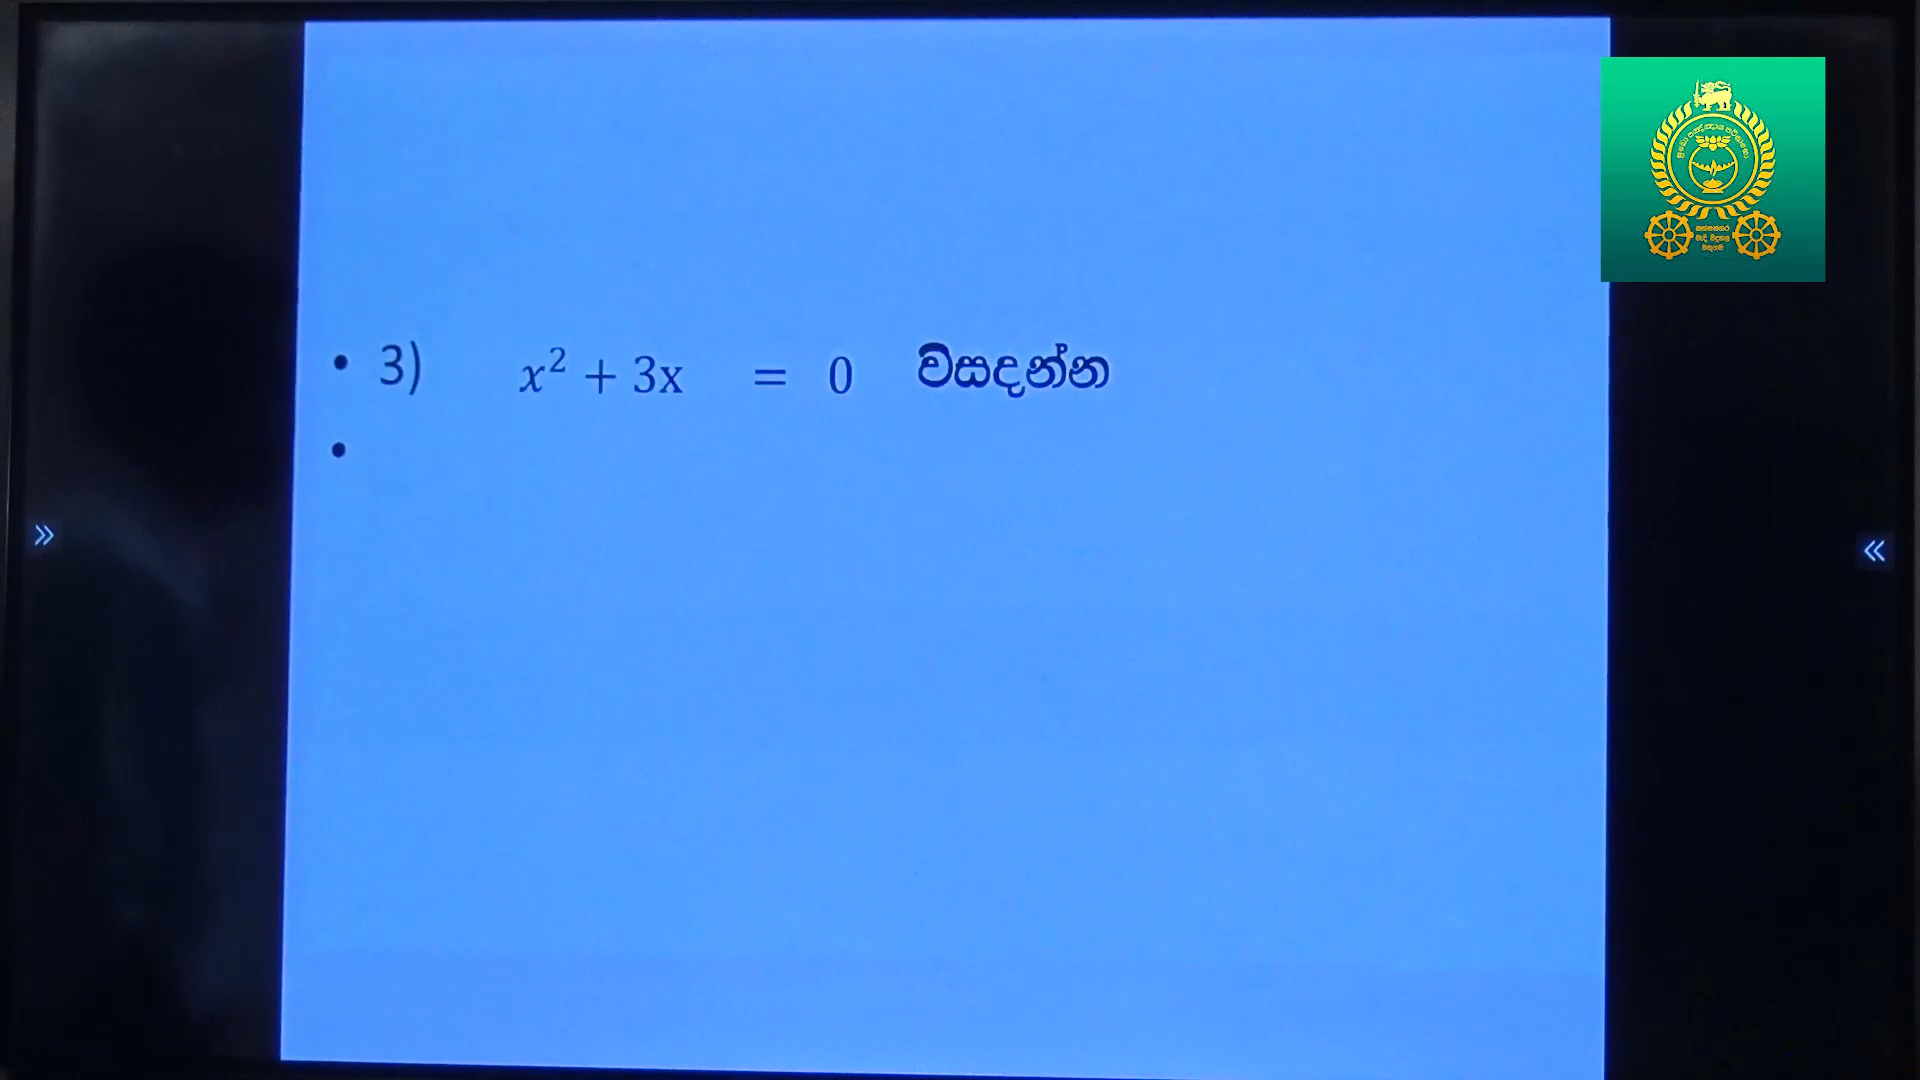 • 3) x² + 3x = 0 විසඳන්න
•
»
«